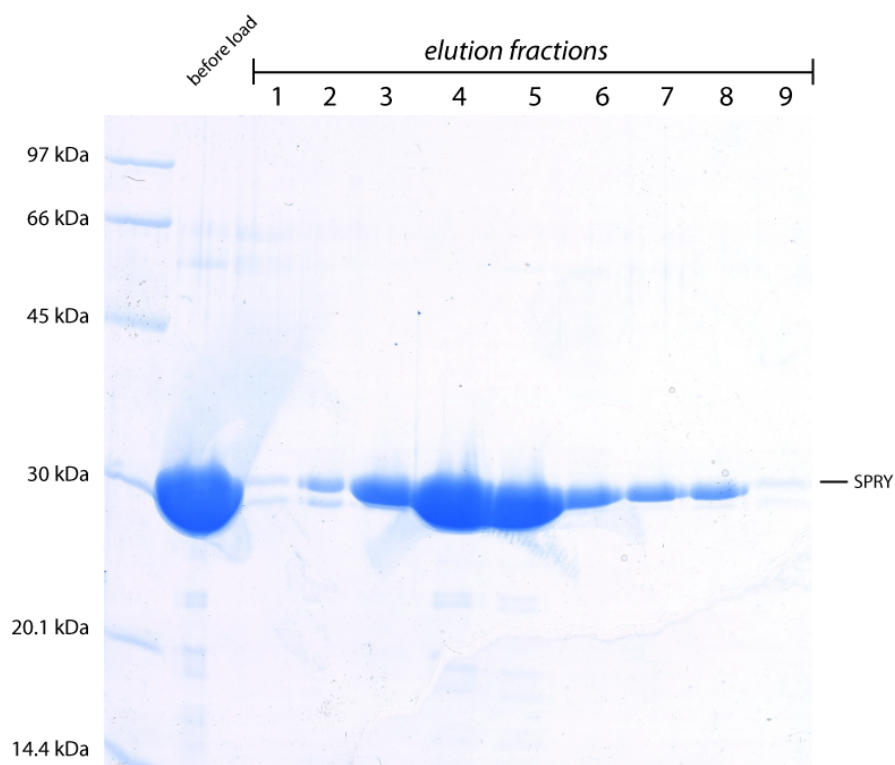 before load
elution fractions
1 2 3 4 5 6 7 8 9
97 kDa
66 kDa
45 kDa
30 kDa
SPRY
20.1 kDa
14.4 kDa